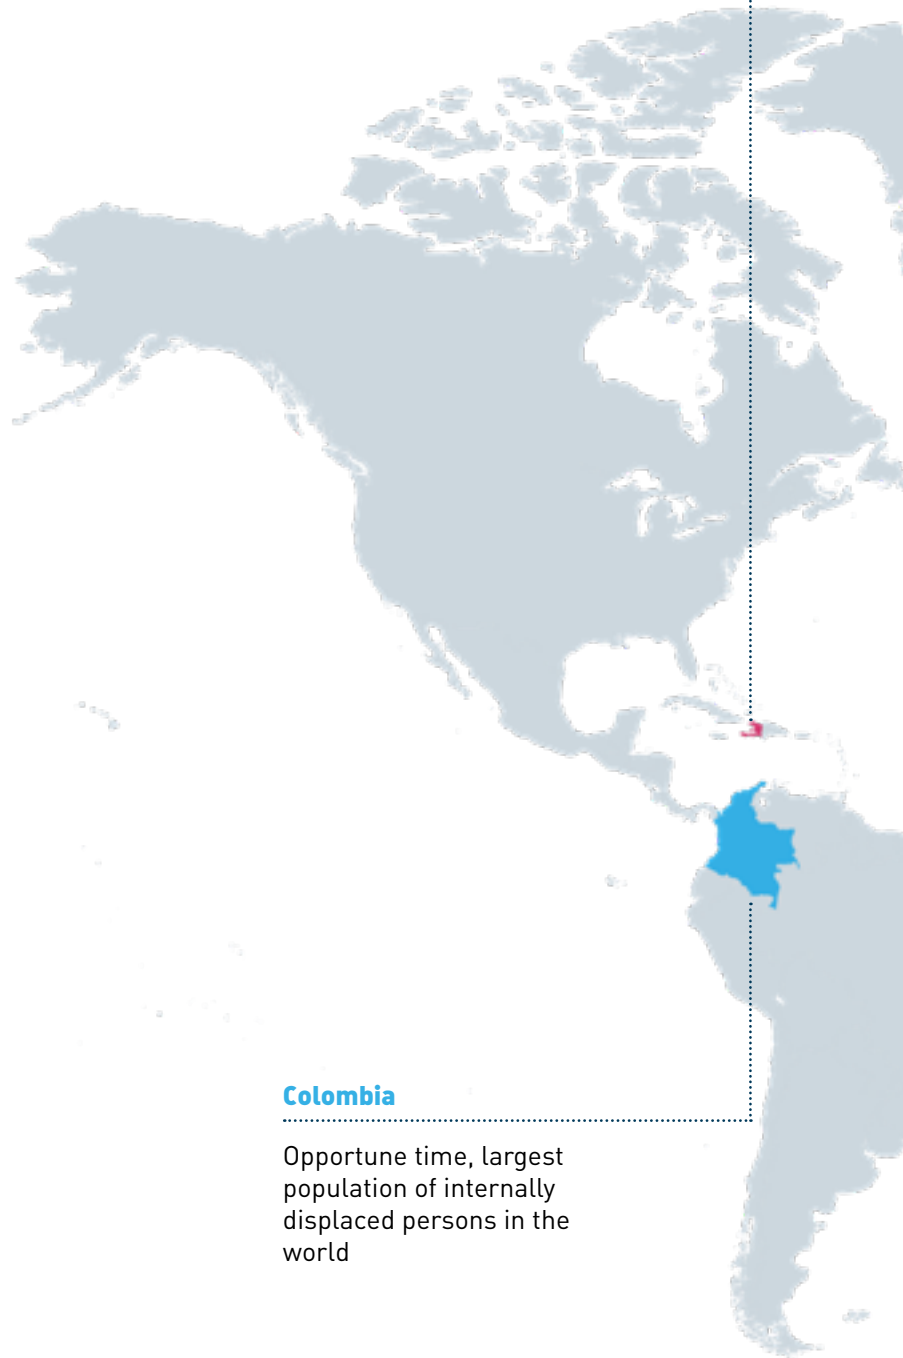 Colombia
Opportune time, largest
population of internally
displaced persons in the
world